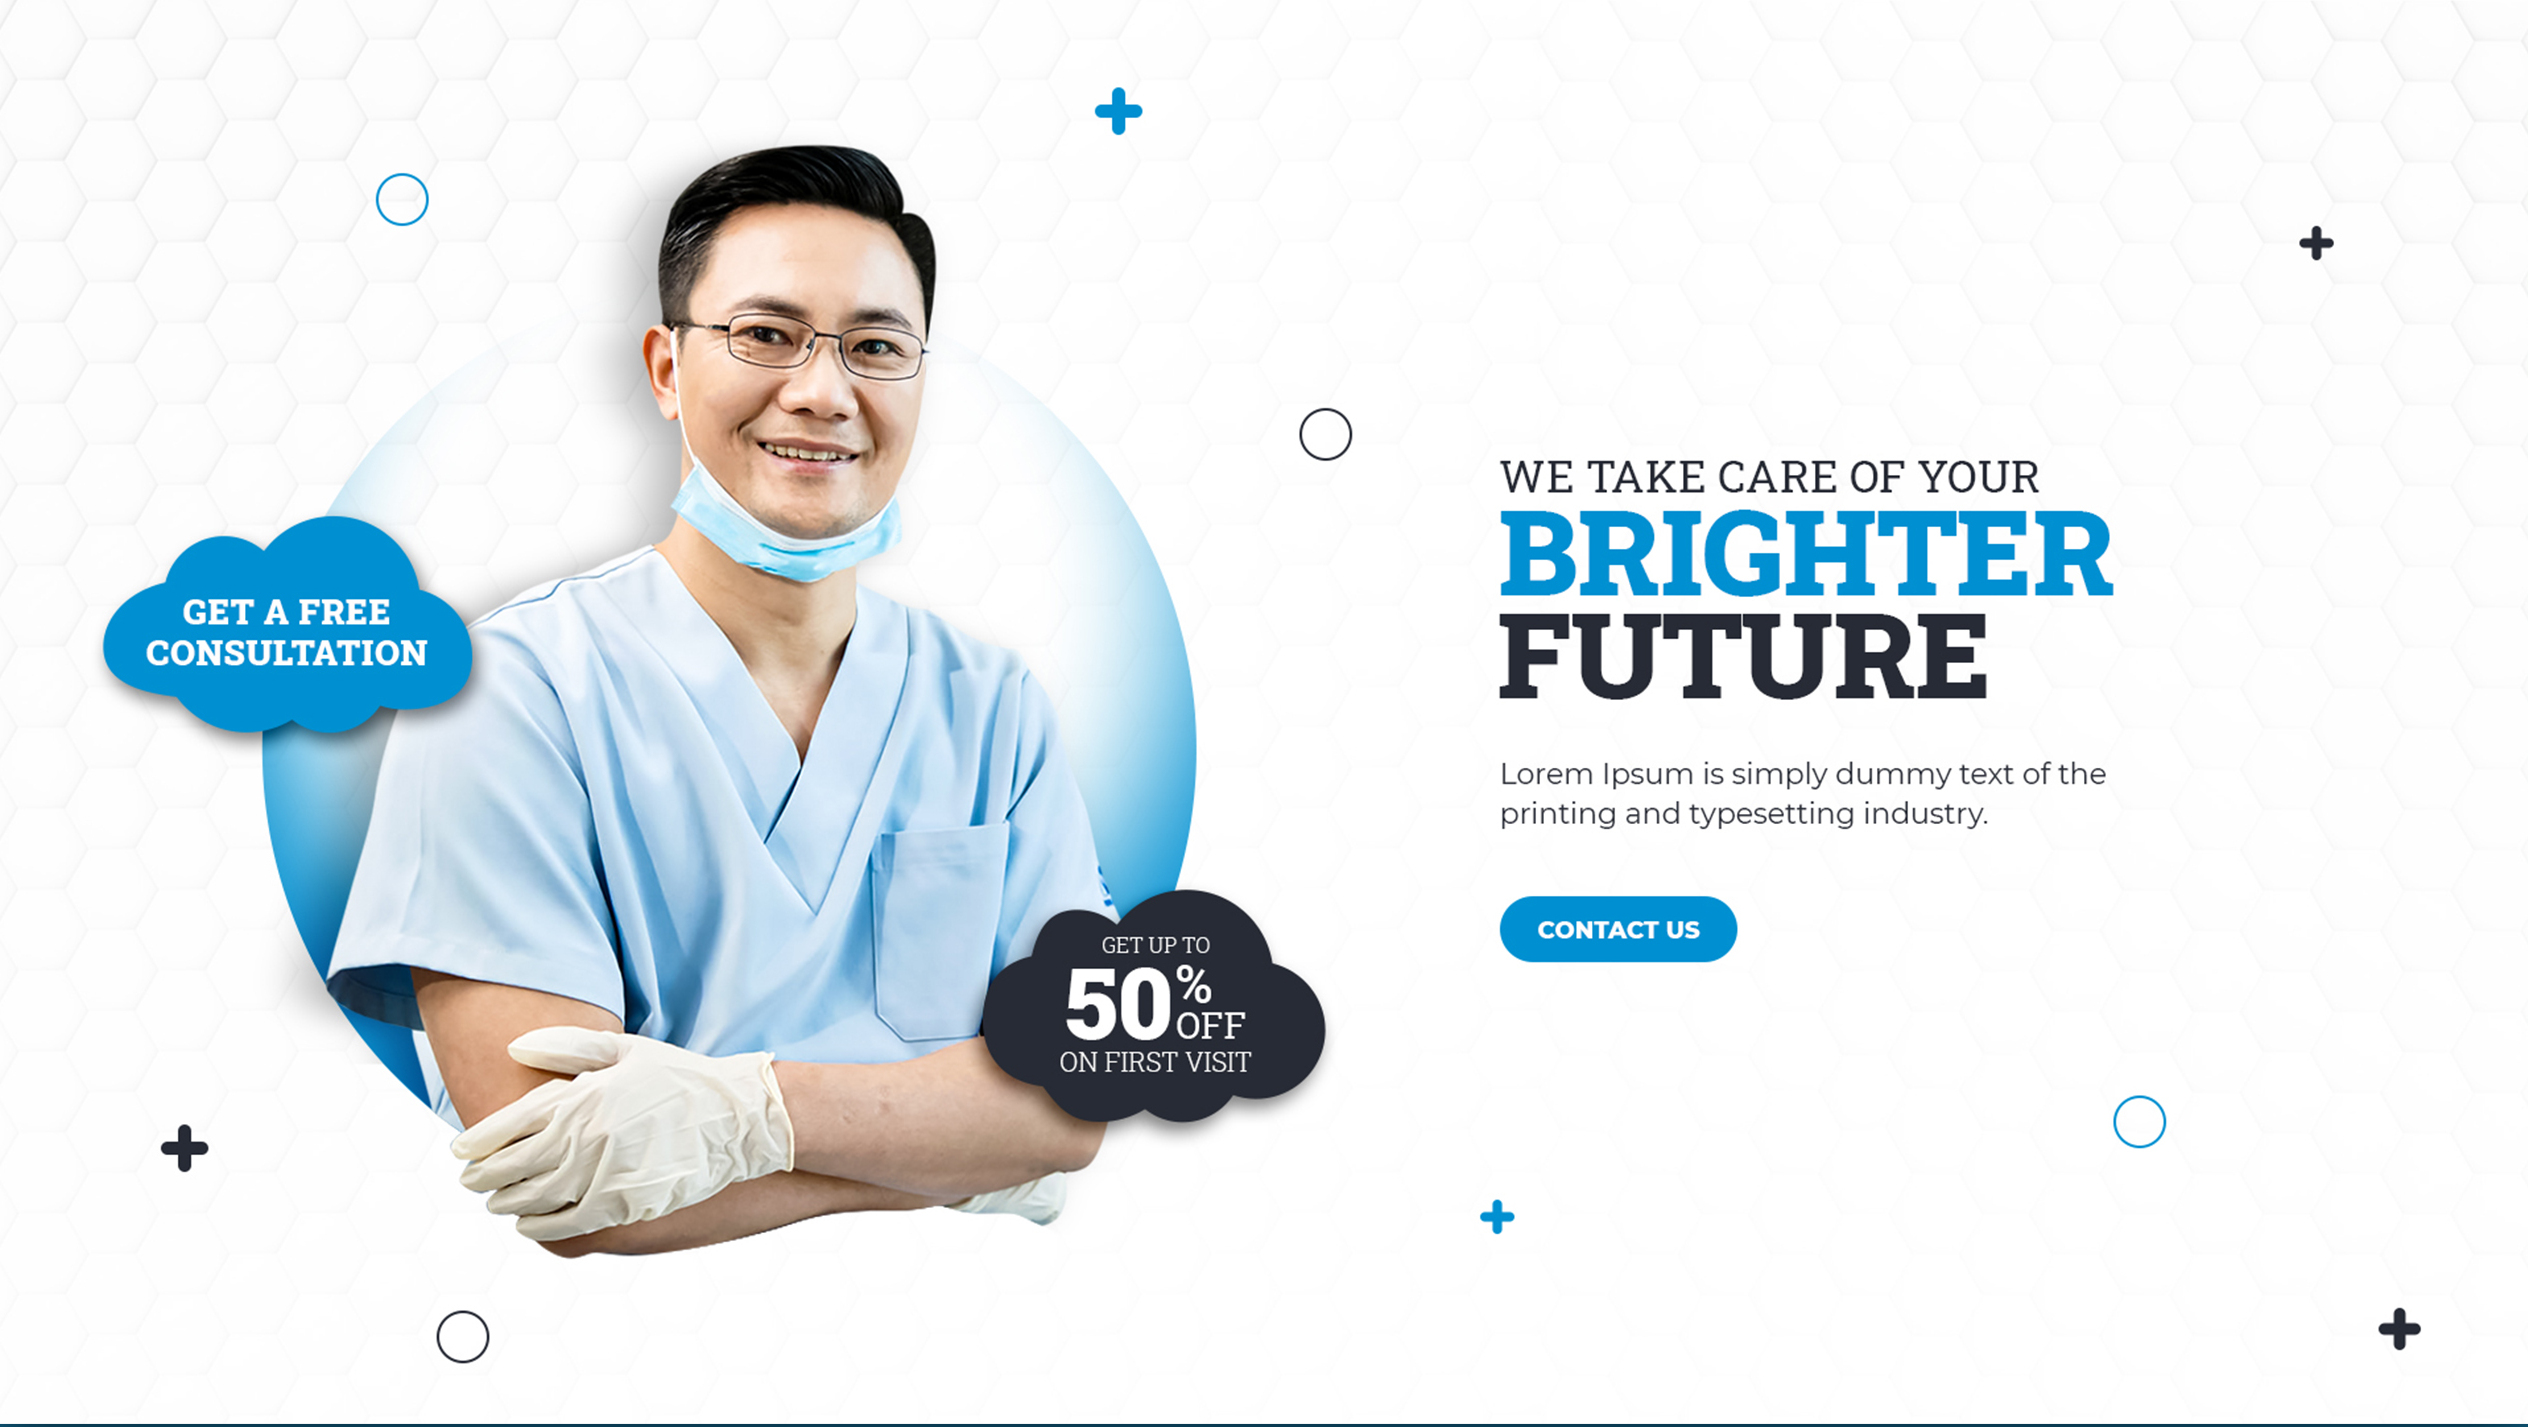 GET A FREE
CONSULTATION
GET UP TO
50% OFF
ON FIRST VISIT
WE TAKE CARE OF YOUR
BRIGHTER
FUTURE
Lorem Ipsum is simply dummy text of the
printing and typesetting industry.
CONTACT US